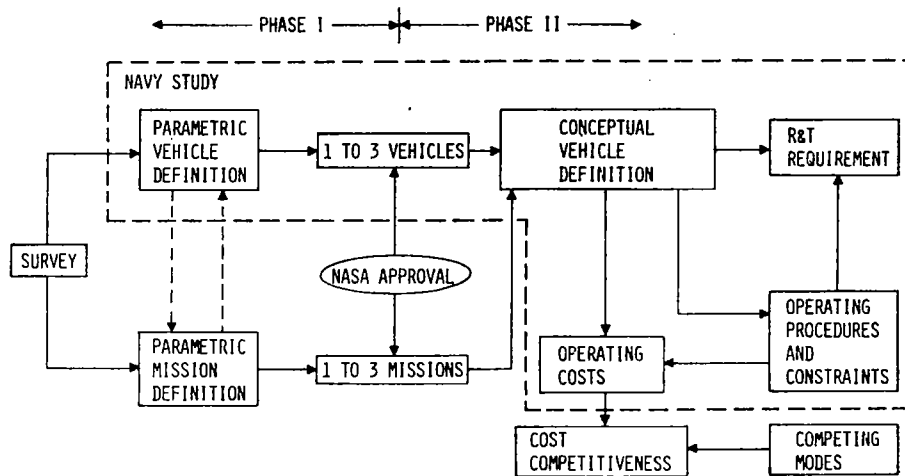 PHASE I
PHASE II
NAVY STUDY
PARAMETRIC
VEHICLE
DEFINITION
1 TO 3 VEHICLES
CONCEPTUAL
VEHICLE
DEFINITION
R&T
REQUIREMENT
SURVEY
NASA APPROVAL
PARAMETRIC
MISSION
DEFINITION
1 TO 3 MISSIONS
OPERATING
COSTS
OPERATING
PROCEDURES
AND
CONSTRAINTS
COST
COMPETITIVENESS
COMPETING
MODES